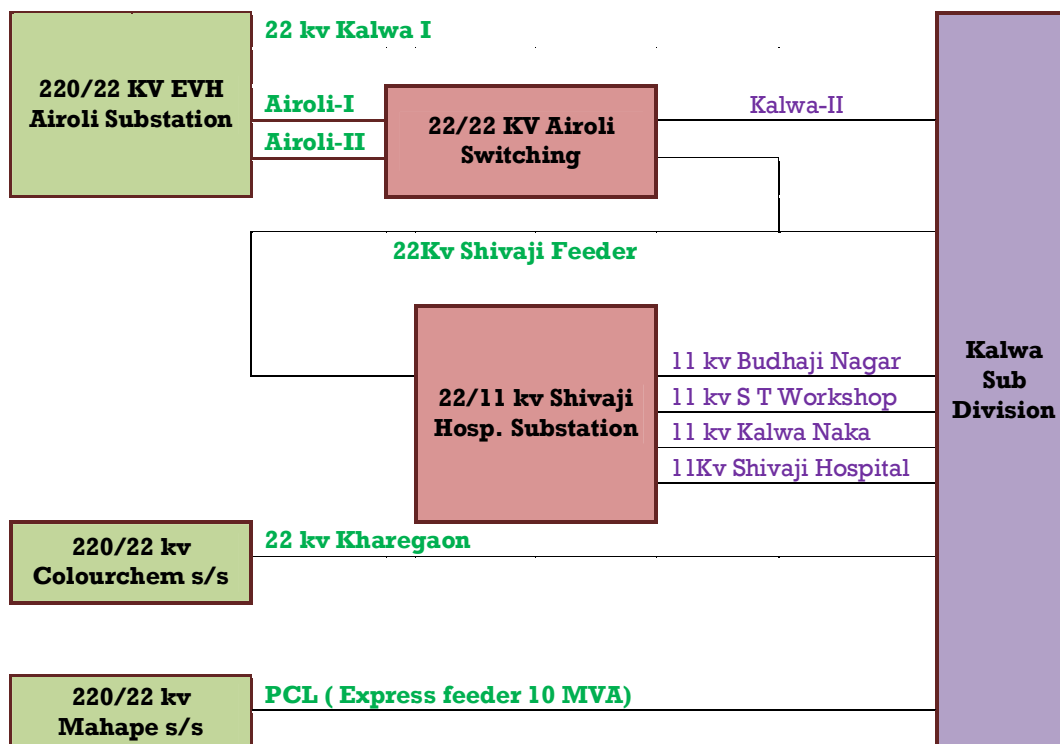 22 kv Kalwa I
220/22 KV EVH
Airoli Substation
Airoli-I
Airoli-II
22/22 KV Airoli
Switching
Kalwa-II
22Kv Shivaji Feeder
22/11 kv Shivaji
Hosp. Substation
11 kv Budhaji Nagar
11 kv S T Workshop
11 kv Kalwa Naka
11Kv Shivaji Hospital
Kalwa
Sub
Division
220/22 kv
Colourchem s/s
22 kv Kharegaon
220/22 kv
Mahape s/s
PCL ( Express feeder 10 MVA)